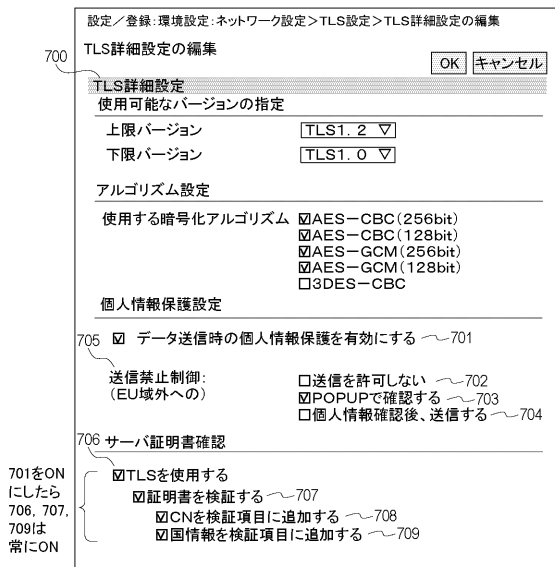 設定／登録:環境設定:ネットワーク設定>TLS設定>TLS詳細設定の編集
TLS詳細設定の編集
700
OK キャンセル
TLS詳細設定
使用可能なバージョンの指定
上限バージョン TLS1. 2 ▽
下限バージョン TLS1. 0 ▽
アルゴリズム設定
使用する暗号化アルゴリズム ☑AES－CBC(256bit)
☑AES－CBC(128bit)
☑AES－GCM(256bit)
☑AES－GCM(128bit)
☐3DES－CBC
個人情報保護設定
705 ☑ データ送信時の個人情報保護を有効にする 701
送信禁止制御: ☐送信を許可しない 702
(EU域外への) ☑POPUPで確認する 703
☐個人情報確認後、送信する 704
706 サーバ証明書確認
☑TLSを使用する
☑証明書を検証する 707
☑CNを検証項目に追加する 708
☑国情報を検証項目に追加する 709
701をON
にしたら
706, 707,
709は
常にON